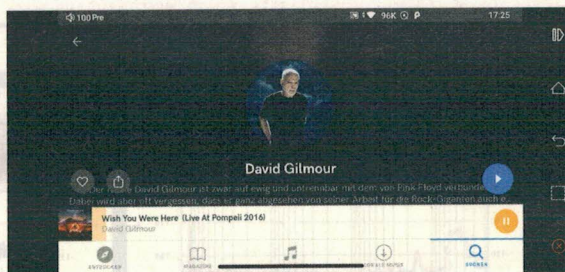 100 Pre 96K 17:25
David Gilmour
Der Name David Gilmour ist zwar auf ewig und untrennbar mit dem von Pink Floyd verbunden
Dabei wird aber oft vergessen, dass er ganz abgesehen von seiner Arbeit für die Rock-Giganten auch e...
Wish You Were Here (Live At Pompeii 2016)
David Gilmour
ENTDECKEN MAGAZINE SUCHEN